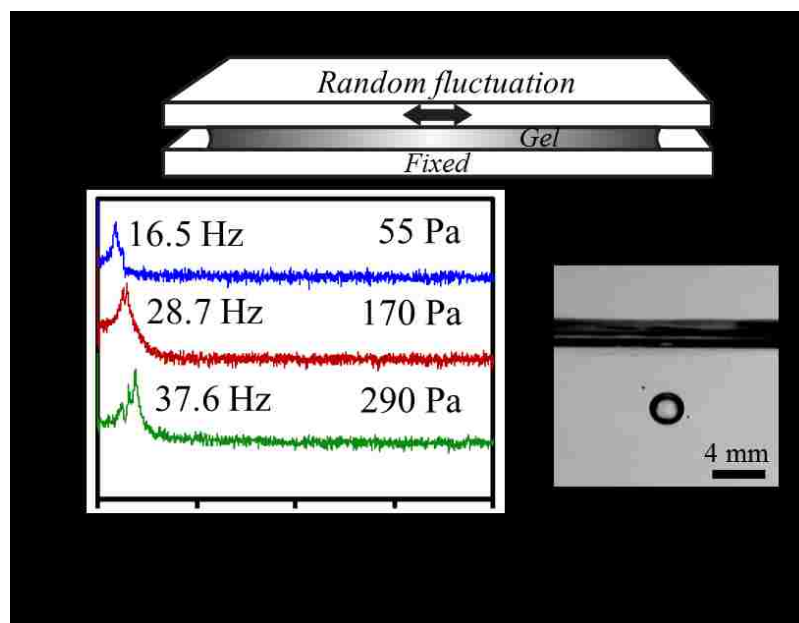 Random fluctuation
Gel
Fixed
16.5 Hz 55 Pa
28.7 Hz 170 Pa
37.6 Hz 290 Pa
4 mm